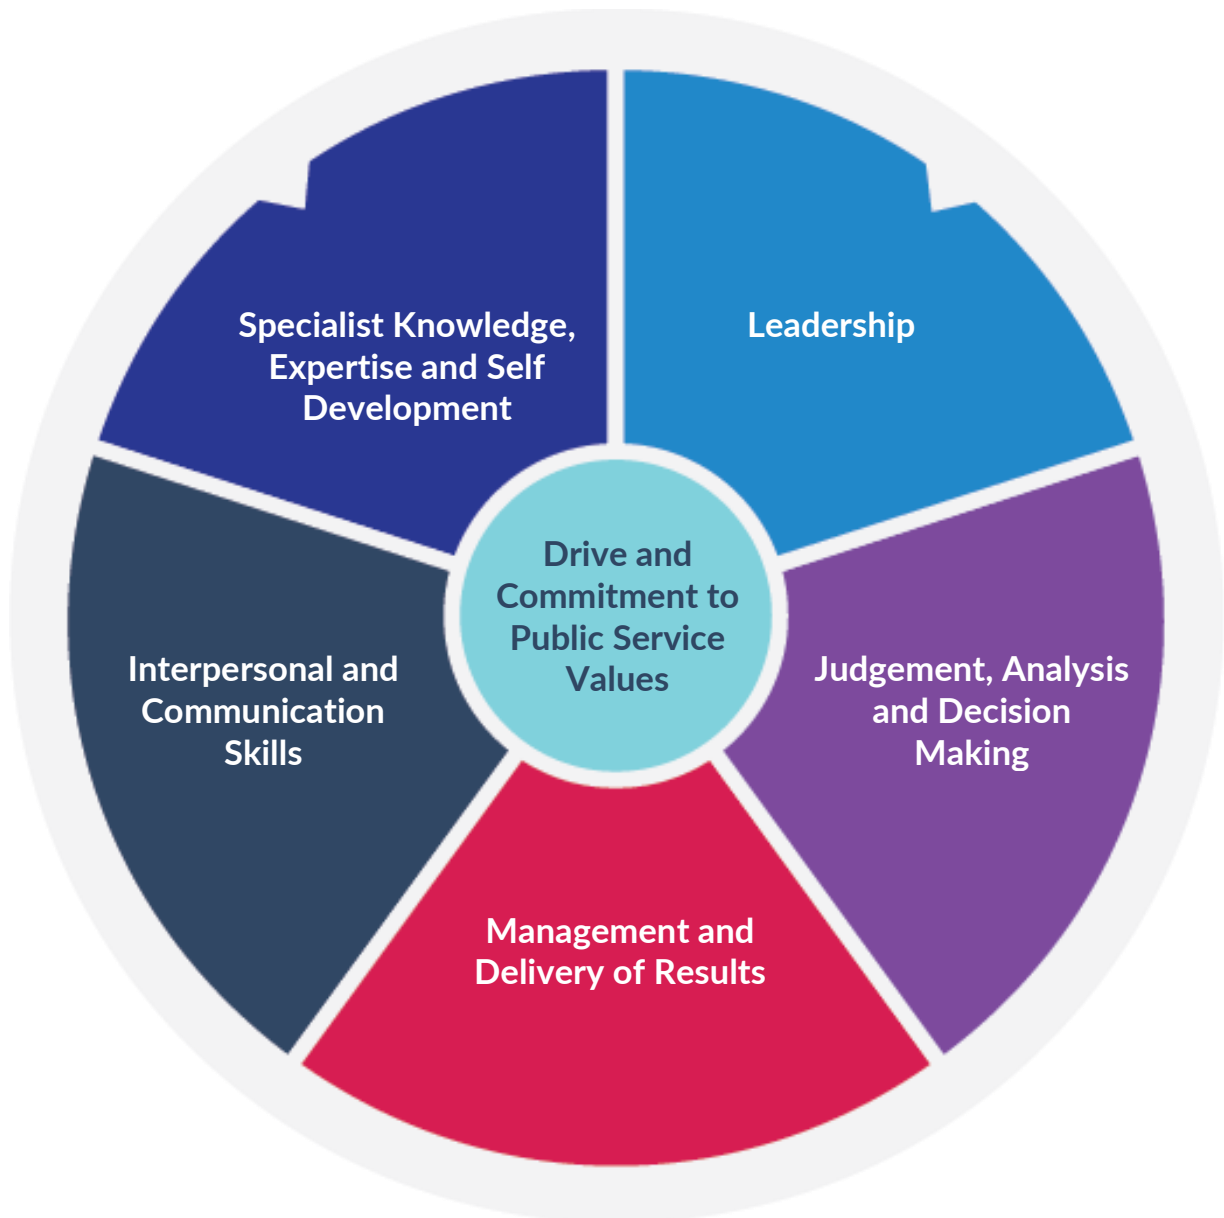 Specialist Knowledge,
Expertise and Self
Development
Leadership
Drive and
Commitment to
Public Service
Values
Interpersonal and
Communication
Skills
Judgement, Analysis
and Decision
Making
Management and
Delivery of Results